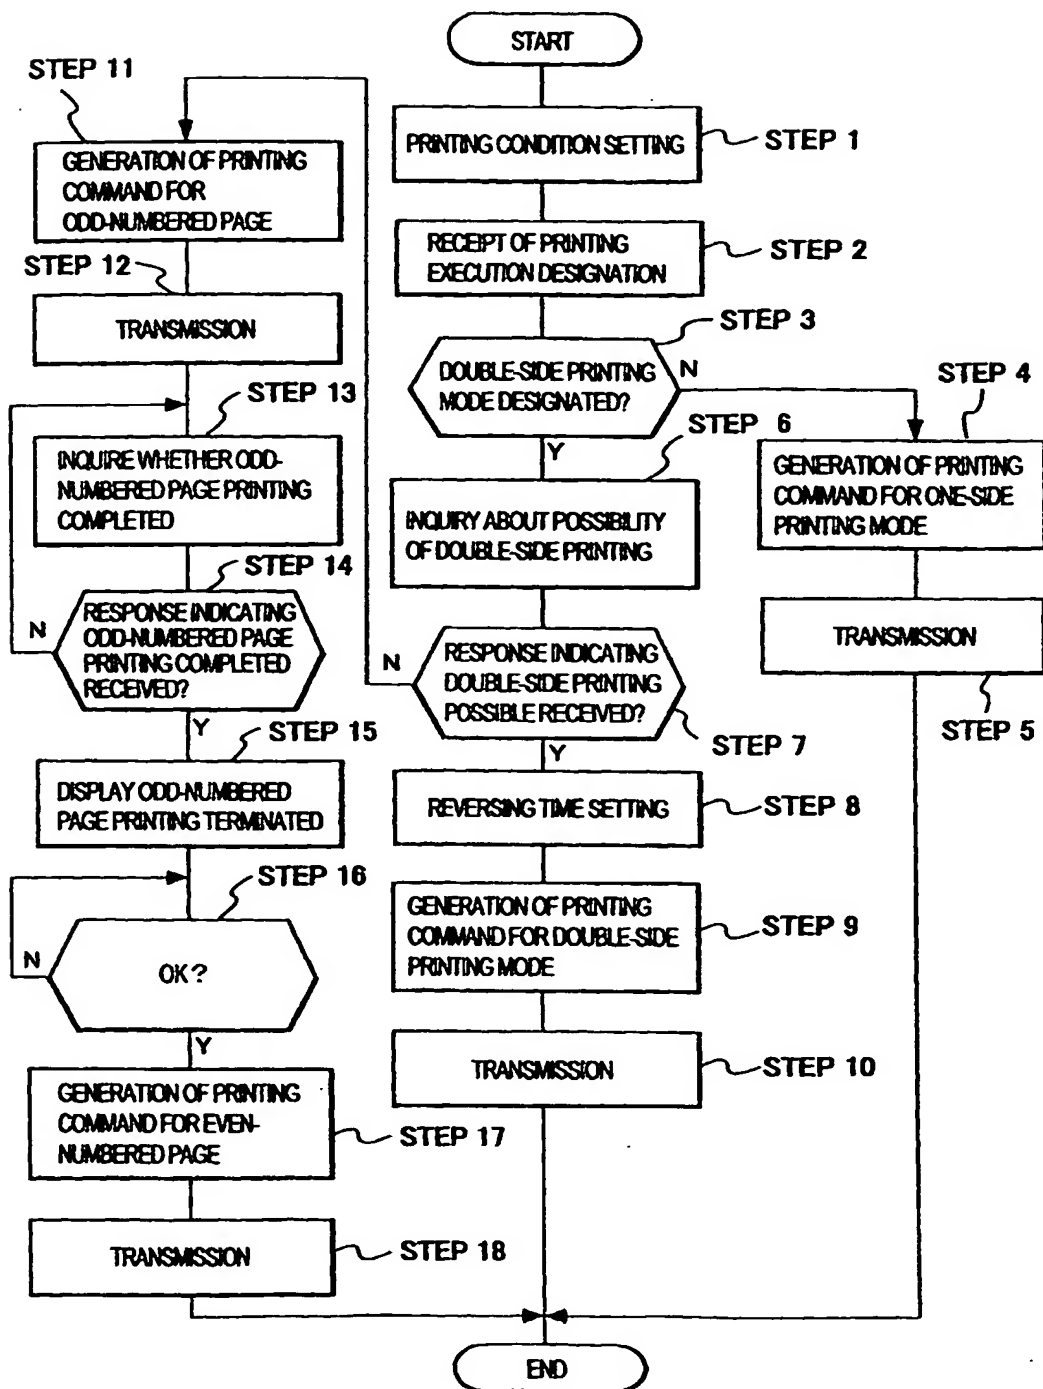 START
PRINTING CONDITION SETTING
STEP 1
RECEIPT OF PRINTING
EXECUTION DESIGNATION
STEP 2
STEP 3
DOUBLE-SIDE PRINTING
MODE DESIGNATED?
N
Y
STEP 4
GENERATION OF PRINTING
COMMAND FOR ONE-SIDE
PRINTING MODE
TRANSMISSION
STEP 5
STEP 6
INQUIRY ABOUT POSSIBILITY
OF DOUBLE-SIDE PRINTING
RESPONSE INDICATING
DOUBLE-SIDE PRINTING
POSSIBLE RECEIVED?
N
Y
STEP 7
REVERSING TIME SETTING
STEP 8
GENERATION OF PRINTING
COMMAND FOR DOUBLE-SIDE
PRINTING MODE
STEP 9
TRANSMISSION
STEP 10
STEP 11
GENERATION OF PRINTING
COMMAND FOR
ODD-NUMBERED PAGE
STEP 12
TRANSMISSION
STEP 13
INQUIRE WHETHER ODD-
NUMBERED PAGE PRINTING
COMPLETED
STEP 14
RESPONSE INDICATING
ODD-NUMBERED PAGE
PRINTING COMPLETED
RECEIVED?
N
Y
STEP 15
DISPLAY ODD-NUMBERED
PAGE PRINTING TERMINATED
STEP 16
OK?
N
Y
GENERATION OF PRINTING
COMMAND FOR EVEN-
NUMBERED PAGE
STEP 17
TRANSMISSION
STEP 18
END